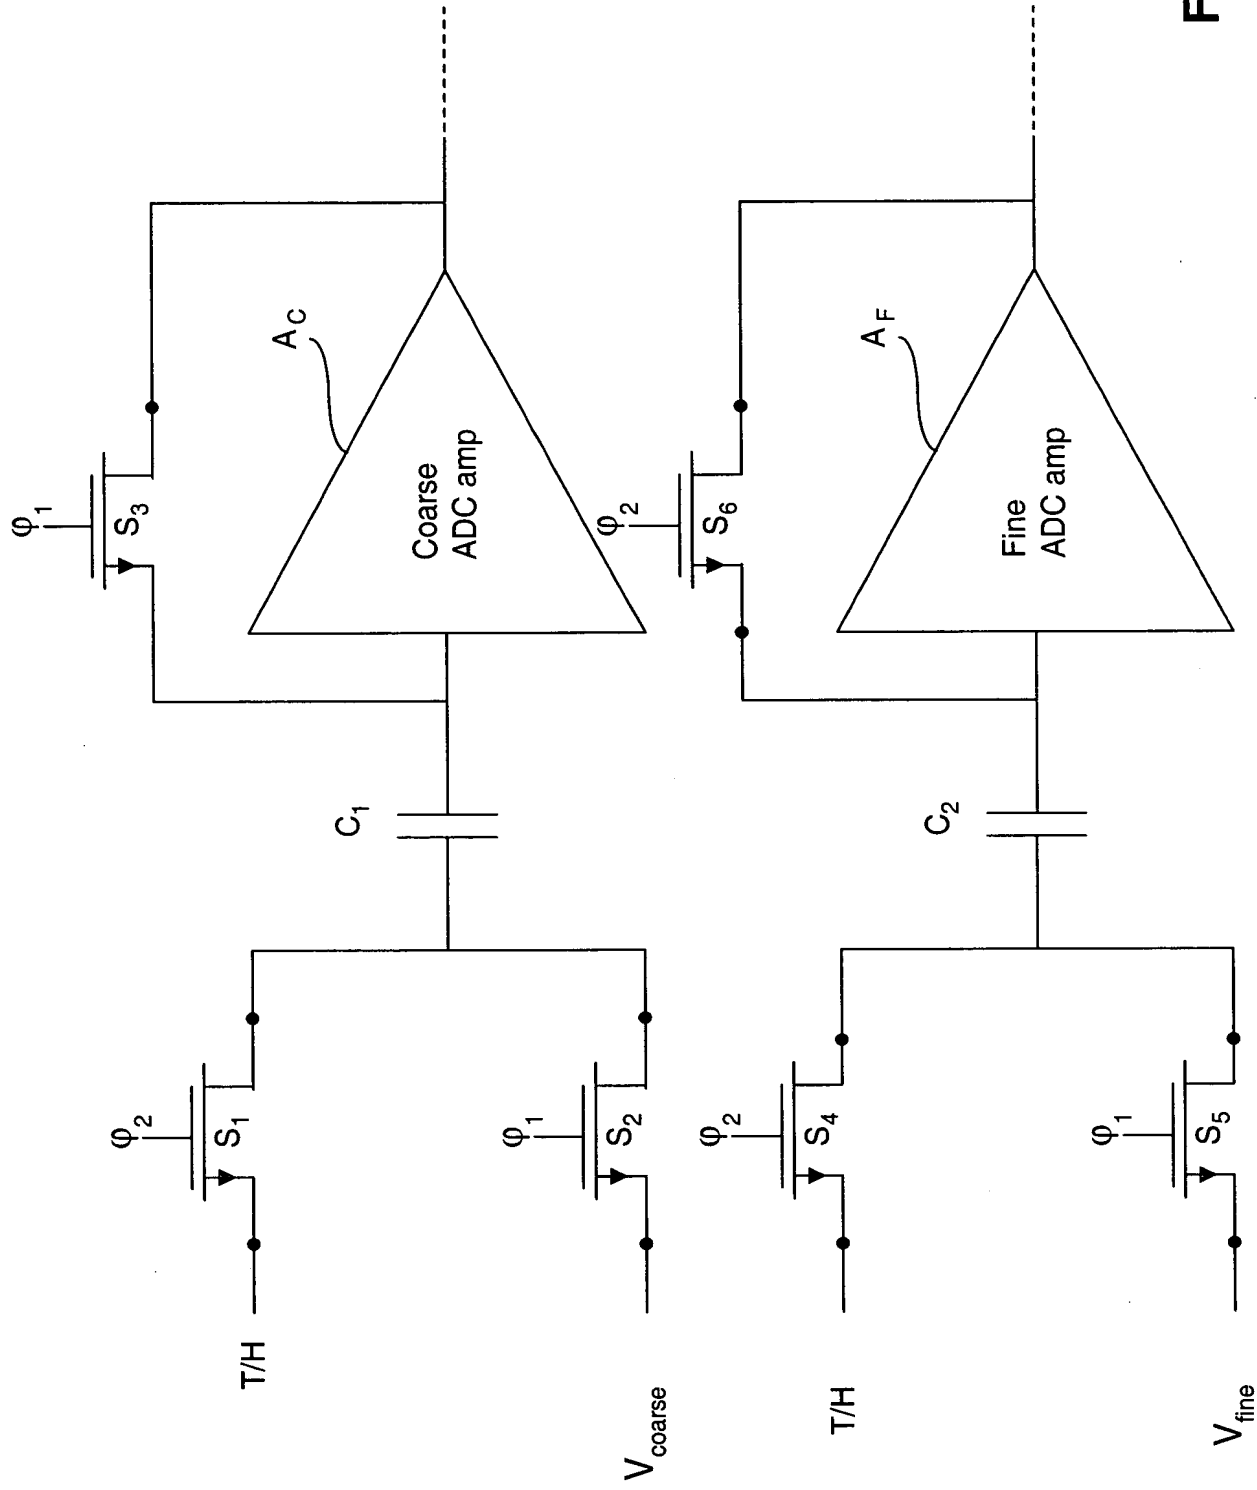 φ1
S3
AC
Coarse
ADC amp
φ2
S1
C1
T/H
φ1
S2
Vcoarse
φ2
S6
AF
Fine
ADC amp
φ2
S4
C2
T/H
φ1
S5
Vfine
F